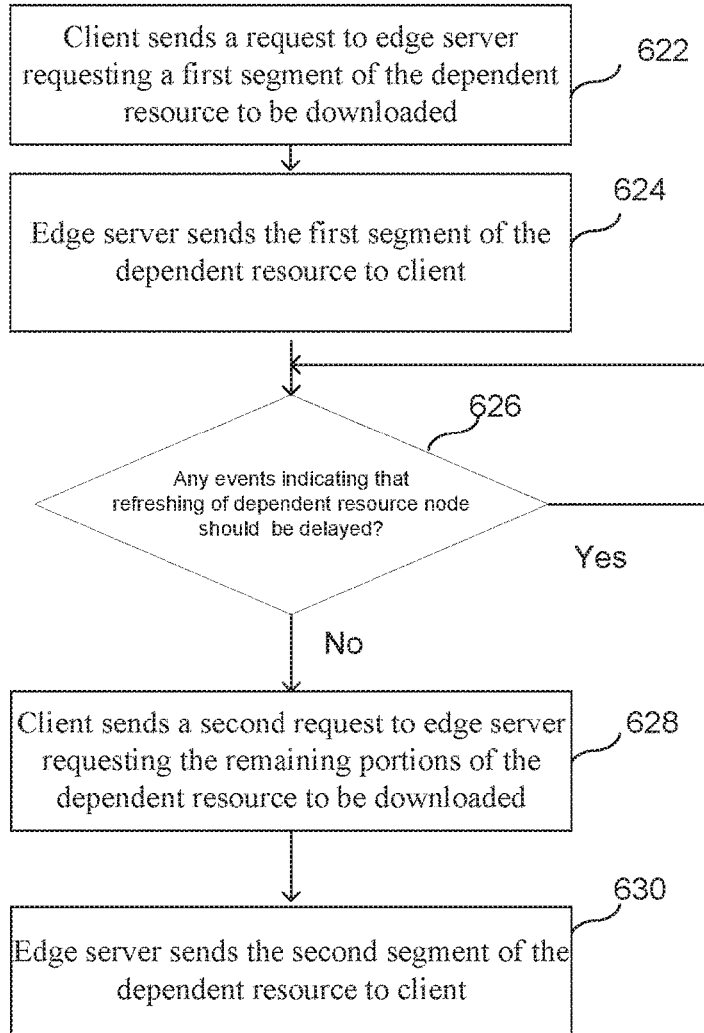 Client sends a request to edge server
requesting a first segment of the dependent
resource to be downloaded
622
Edge server sends the first segment of the
dependent resource to client
624
626
Any events indicating that
refreshing of dependent resource node
should be delayed?
Yes
No
Client sends a second request to edge server
requesting the remaining portions of the
dependent resource to be downloaded
628
630
Edge server sends the second segment of the
dependent resource to client